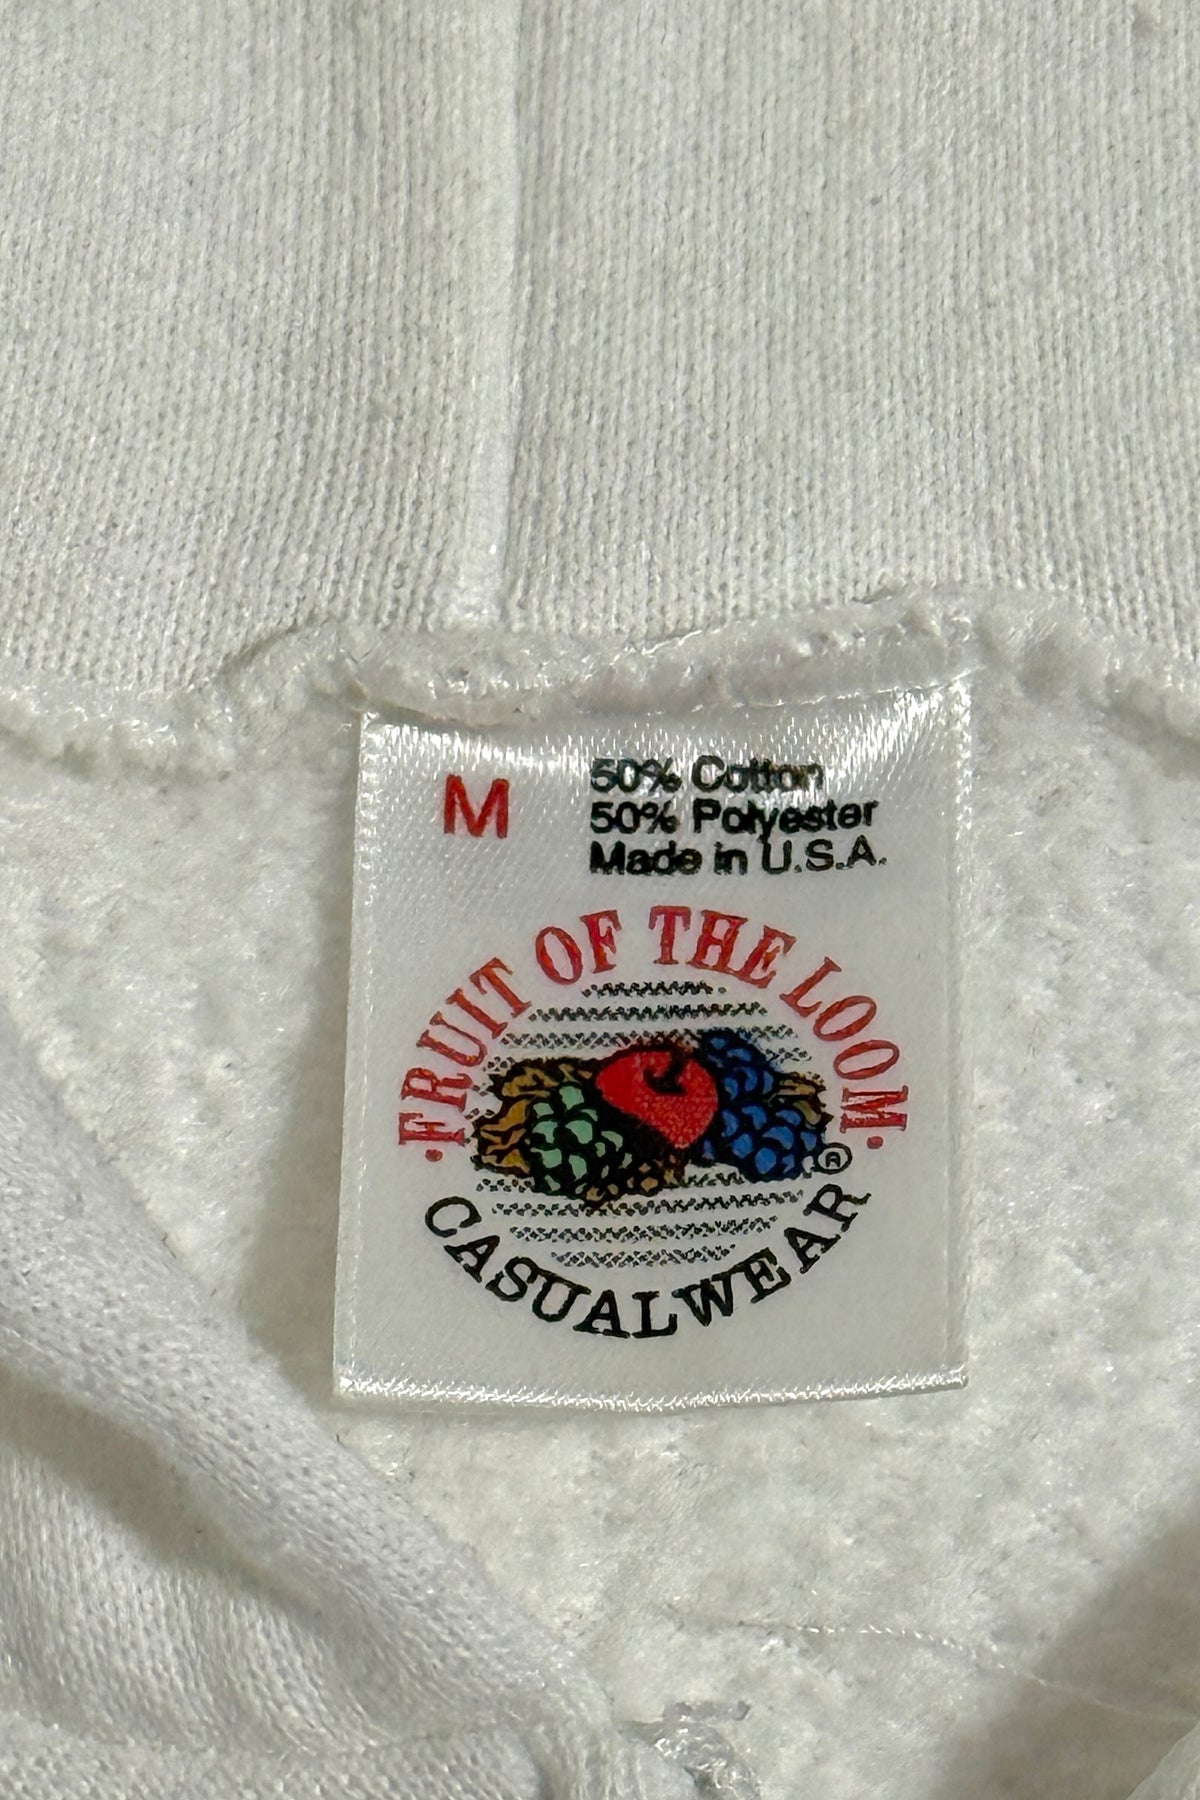 M
50% Cotton
50% Polyester
Made in U.S.A.
·FRUIT OF THE LOOM·
®
CASUALWEAR